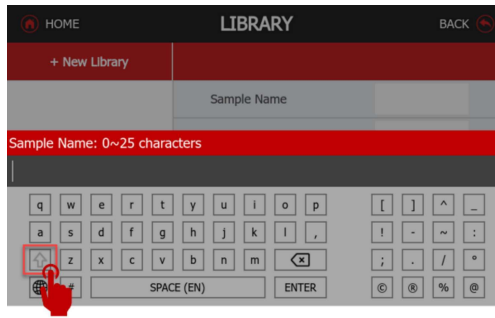 HOME LIBRARY BACK
+ New Library
Sample Name
Sample Name: 0~25 characters
q w e r t y u i o p [ ] ^ _
a s d f g h j k l , ! - ~ :
z x c v b n m ; . / °
# SPACE (EN) ENTER © ® % @